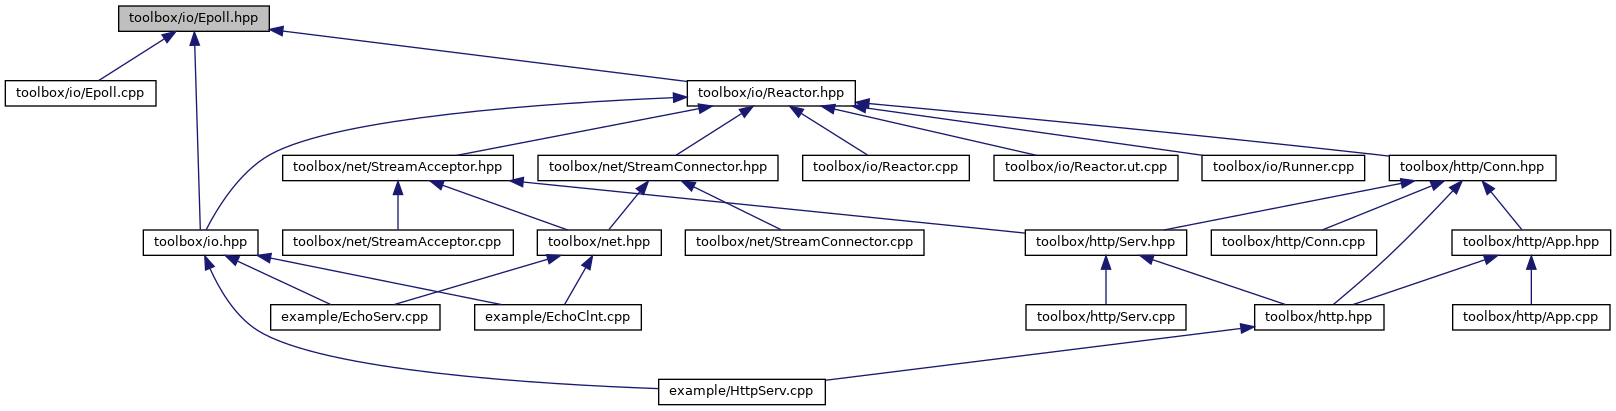 toolbox/io/Epoll.hpp
toolbox/io/Epoll.cpp
toolbox/io/Reactor.hpp
toolbox/net/StreamAcceptor.hpp
toolbox/net/StreamConnector.hpp
toolbox/io/Reactor.cpp
toolbox/io/Reactor.ut.cpp
toolbox/io/Runner.cpp
toolbox/http/Conn.hpp
toolbox/io.hpp
toolbox/net/StreamAcceptor.cpp
toolbox/net.hpp
toolbox/net/StreamConnector.cpp
toolbox/http/Serv.hpp
toolbox/http/Conn.cpp
toolbox/http/App.hpp
example/EchoServ.cpp
example/EchoClnt.cpp
toolbox/http/Serv.cpp
toolbox/http.hpp
toolbox/http/App.cpp
example/HttpServ.cpp